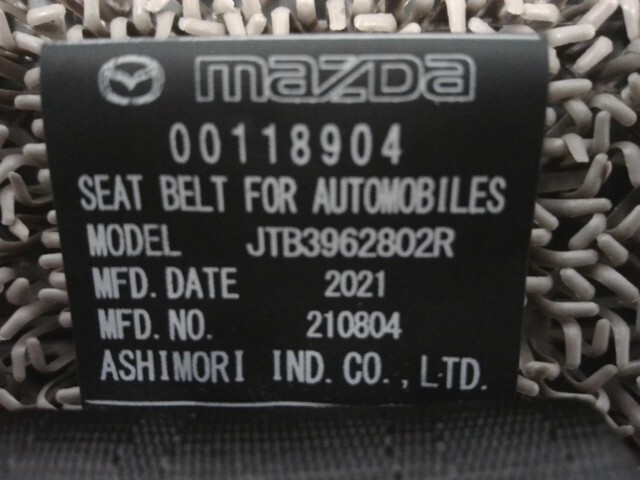 mazda
00118904
SEAT BELT FOR AUTOMOBILES
MODEL JTB3962802R
MFD. DATE 2021
MFD. NO. 210804
ASHIMORI IND. CO., LTD.